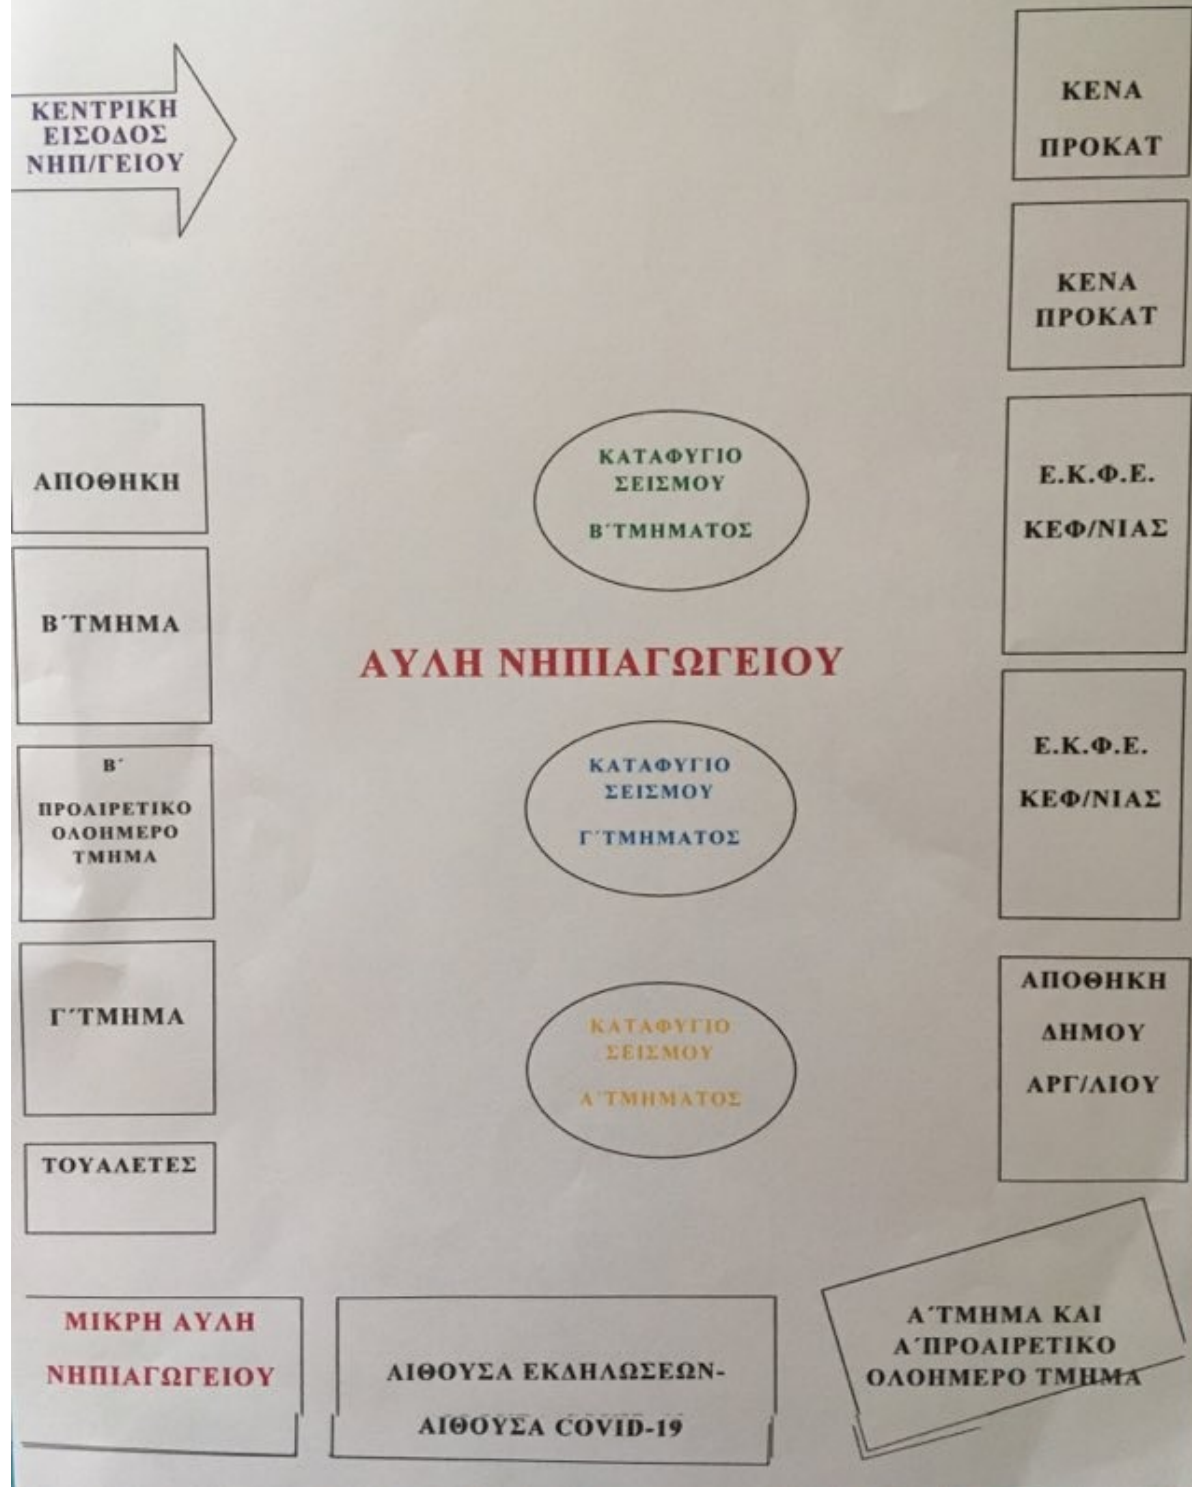 ΚΕΝΤΡΙΚΗ
ΕΙΣΟΔΟΣ
ΝΗΠ/ΓΕΙΟΥ
ΚΕΝΑ
ΠΡΟΚΑΤ
ΚΕΝΑ
ΠΡΟΚΑΤ
ΑΠΟΘΗΚΗ
ΚΑΤΑΦΥΓΙΟ
ΣΕΙΣΜΟΥ
Β΄ΤΜΗΜΑΤΟΣ
Ε.Κ.Φ.Ε.
ΚΕΦ/ΝΙΑΣ
Β΄ΤΜΗΜΑ
ΑΥΛΗ ΝΗΠΙΑΓΩΓΕΙΟΥ
Β΄
ΠΡΟΑΙΡΕΤΙΚΟ
ΟΛΟΗΜΕΡΟ
ΤΜΗΜΑ
ΚΑΤΑΦΥΓΙΟ
ΣΕΙΣΜΟΥ
Γ΄ΤΜΗΜΑΤΟΣ
Ε.Κ.Φ.Ε.
ΚΕΦ/ΝΙΑΣ
Γ΄ΤΜΗΜΑ
ΚΑΤΑΦΥΓΙΟ
ΣΕΙΣΜΟΥ
Α΄ΤΜΗΜΑΤΟΣ
ΑΠΟΘΗΚΗ
ΔΗΜΟΥ
ΑΡΓ/ΛΙΟΥ
ΤΟΥΑΛΕΤΕΣ
ΜΙΚΡΗ ΑΥΛΗ
ΝΗΠΙΑΓΩΓΕΙΟΥ
ΑΙΘΟΥΣΑ ΕΚΔΗΛΩΣΕΩΝ-
ΑΙΘΟΥΣΑ COVID-19
Α΄ΤΜΗΜΑ ΚΑΙ
Α΄ΠΡΟΑΙΡΕΤΙΚΟ
ΟΛΟΗΜΕΡΟ ΤΜΗΜΑ